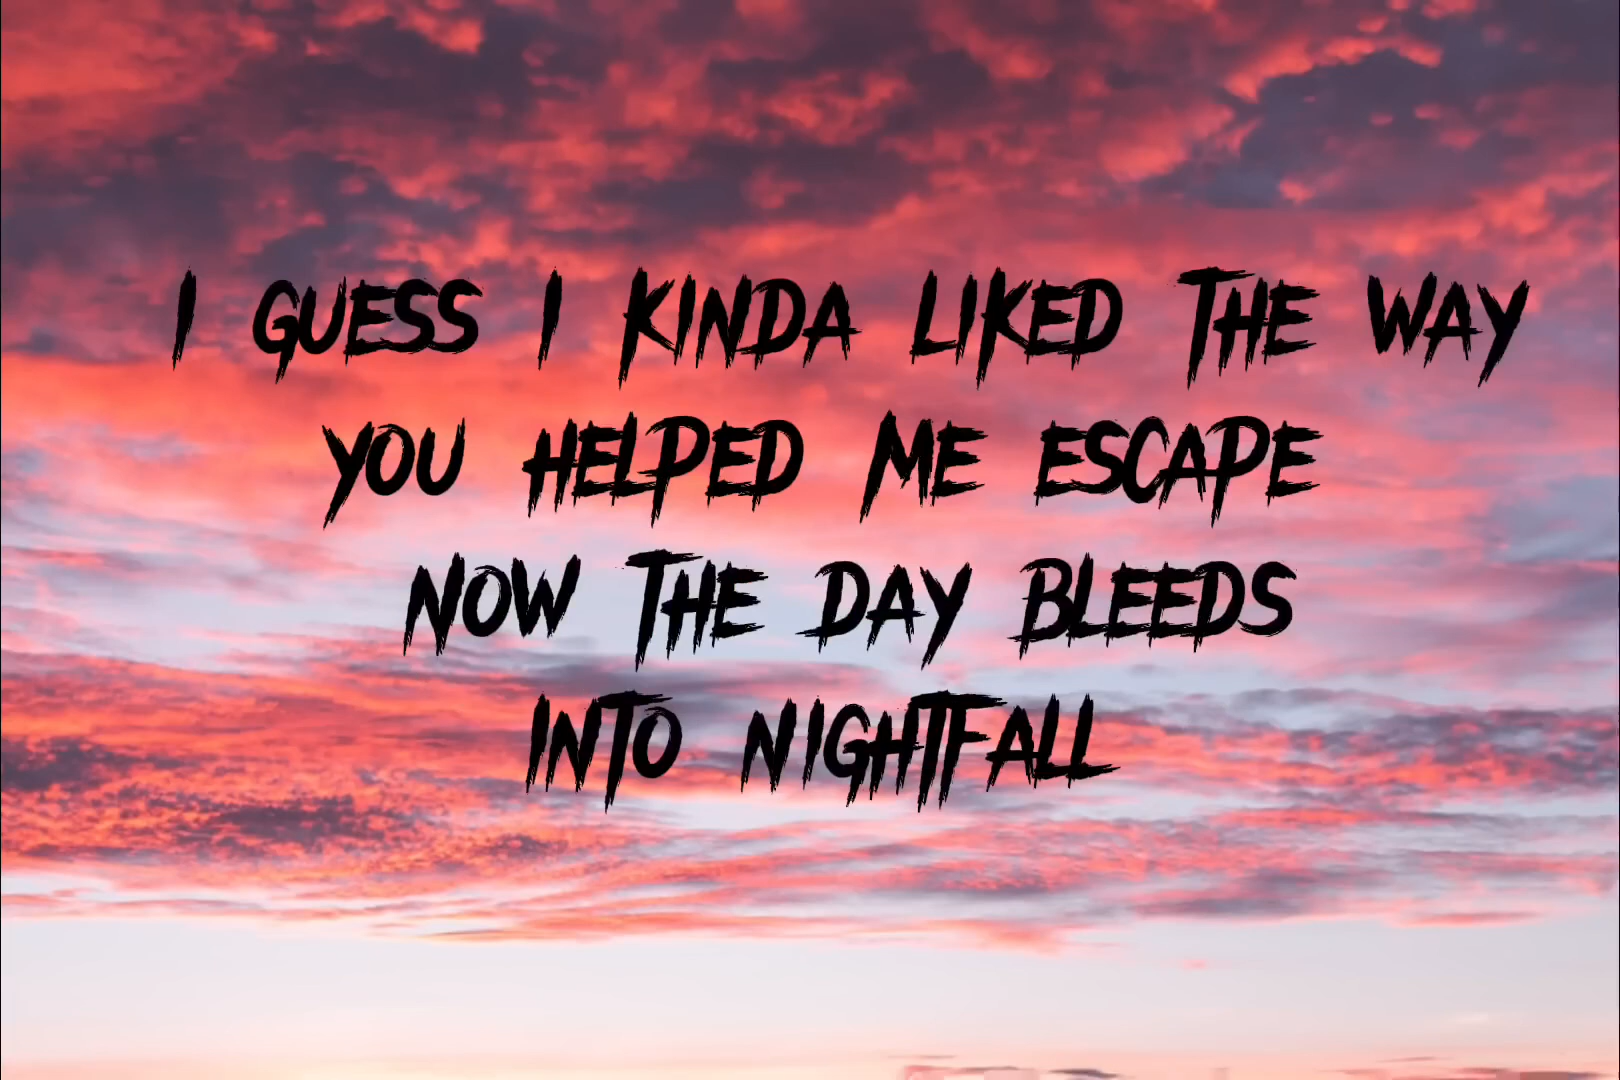 I GUESS I KINDA LIKED THE WAY
YOU HELPED ME ESCAPE
NOW THE DAY BLEEDS
INTO NIGHTFALL